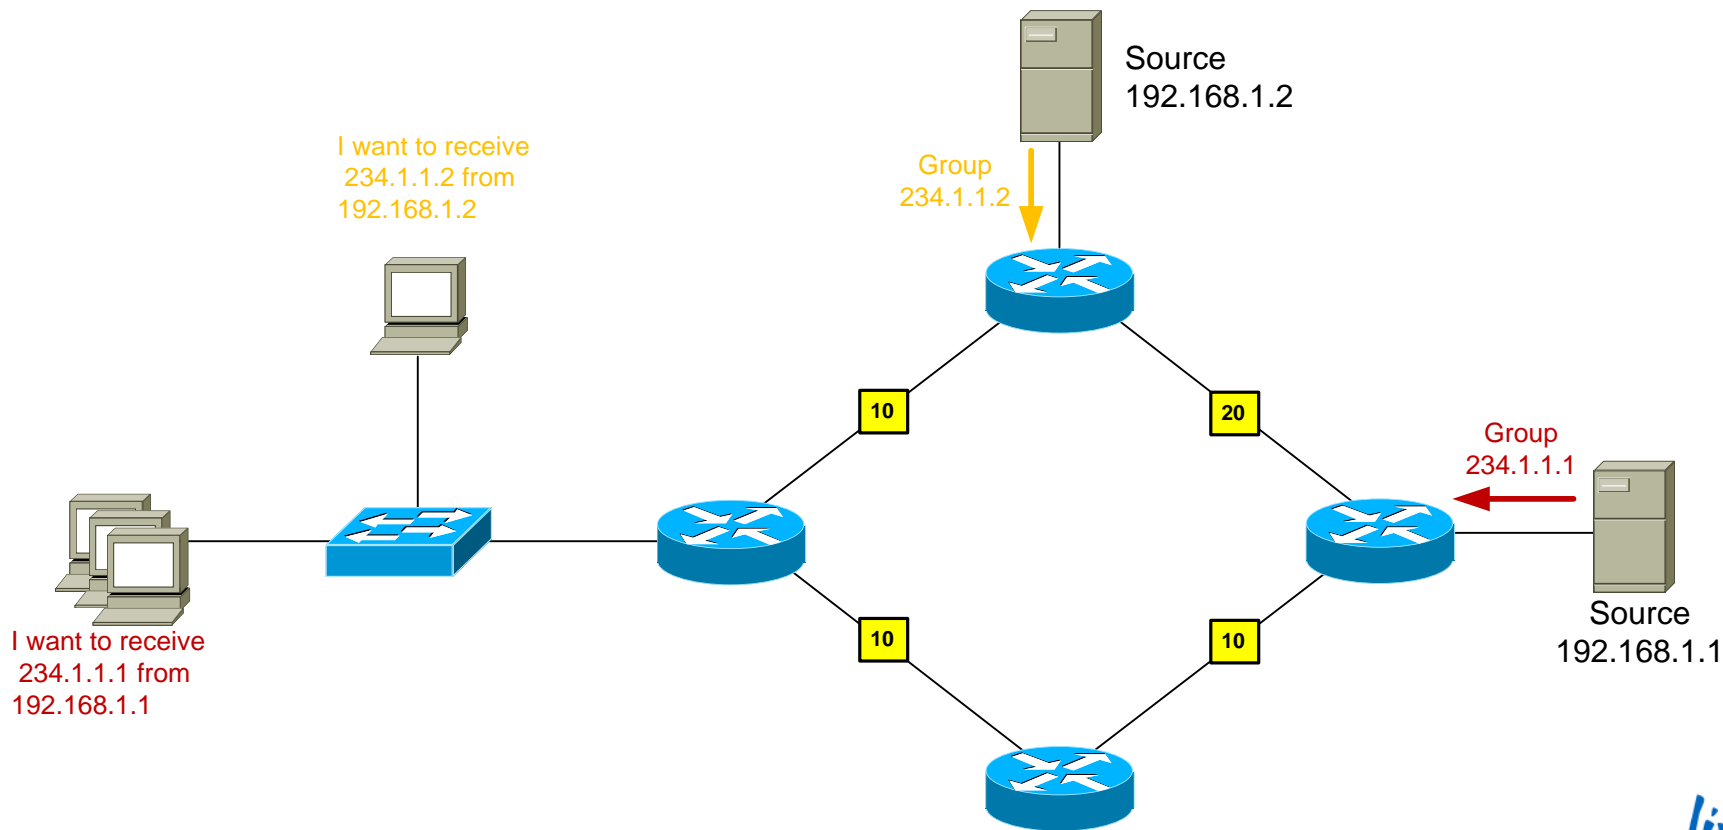 Source
192.168.1.2
I want to receive
234.1.1.2 from
192.168.1.2
Group
234.1.1.2
10
20
Group
234.1.1.1
I want to receive
234.1.1.1 from
192.168.1.1
10
10
Source
192.168.1.1